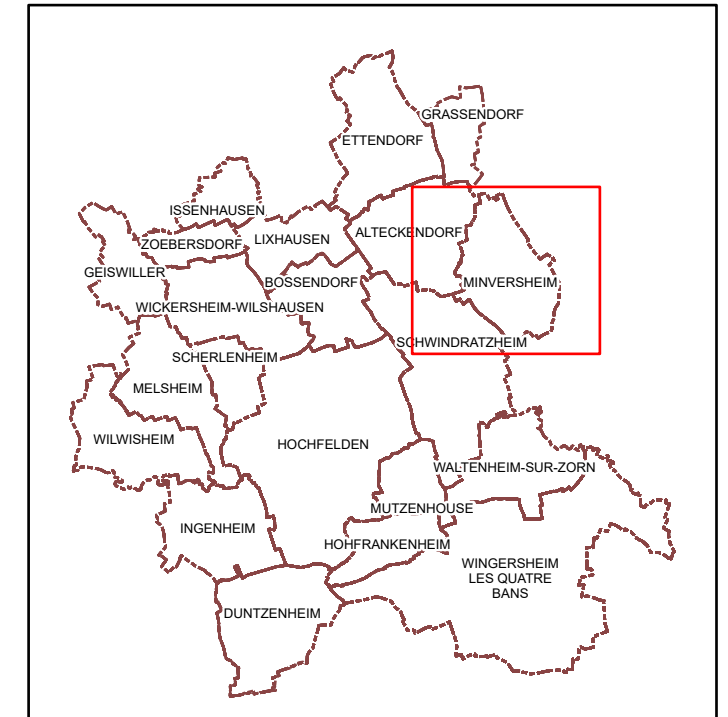 GRASSENDORF
ETTENDORF
ISSENHAUSEN
ALTECKENDORF
ZOEBERSDORF
LIXHAUSEN
GEISWILLER
BOSSENDORF
MINVERSHEIM
WICKERSHEIM-WILSHAUSEN
SCHWINDRATZHEIM
SCHERLENHEIM
MELSHEIM
WILWISHEIM
HOCHFELDEN
WALTENHEIM-SUR-ZORN
MUTZENHOUSE
INGENHEIM
HOHFRANKENHEIM
WINGERSHEIM
LES QUATRE
BANS
DUNTZENHEIM